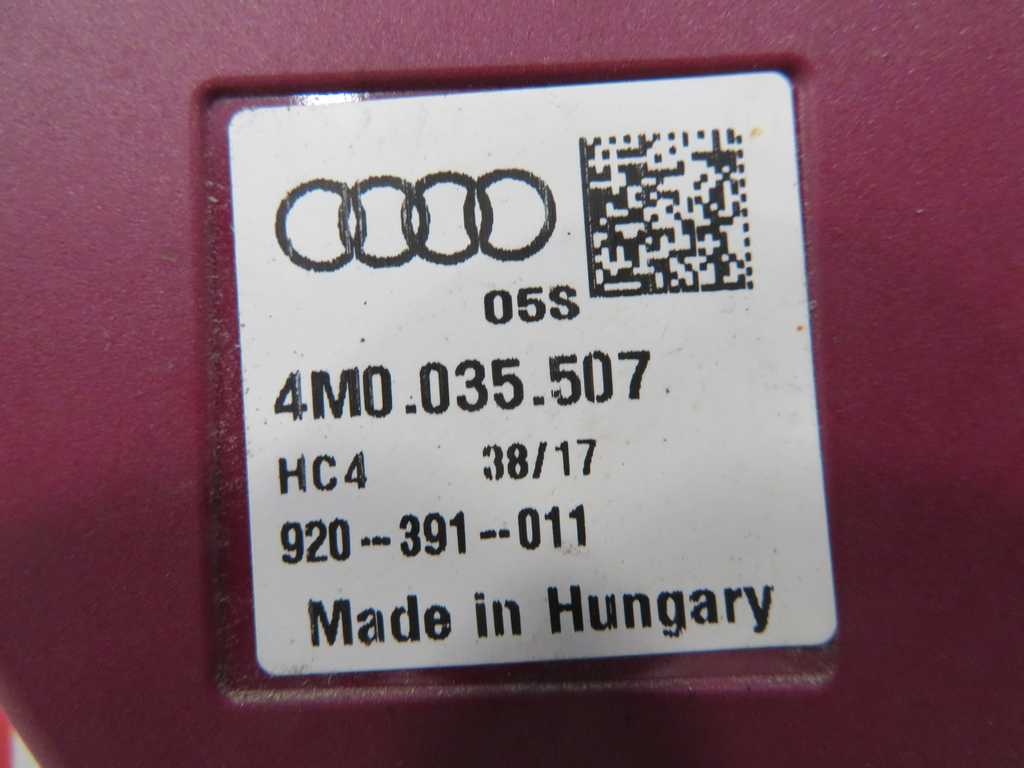 05S
4M0.035.507
HC4 38/17
920--391--011
Made in Hungary